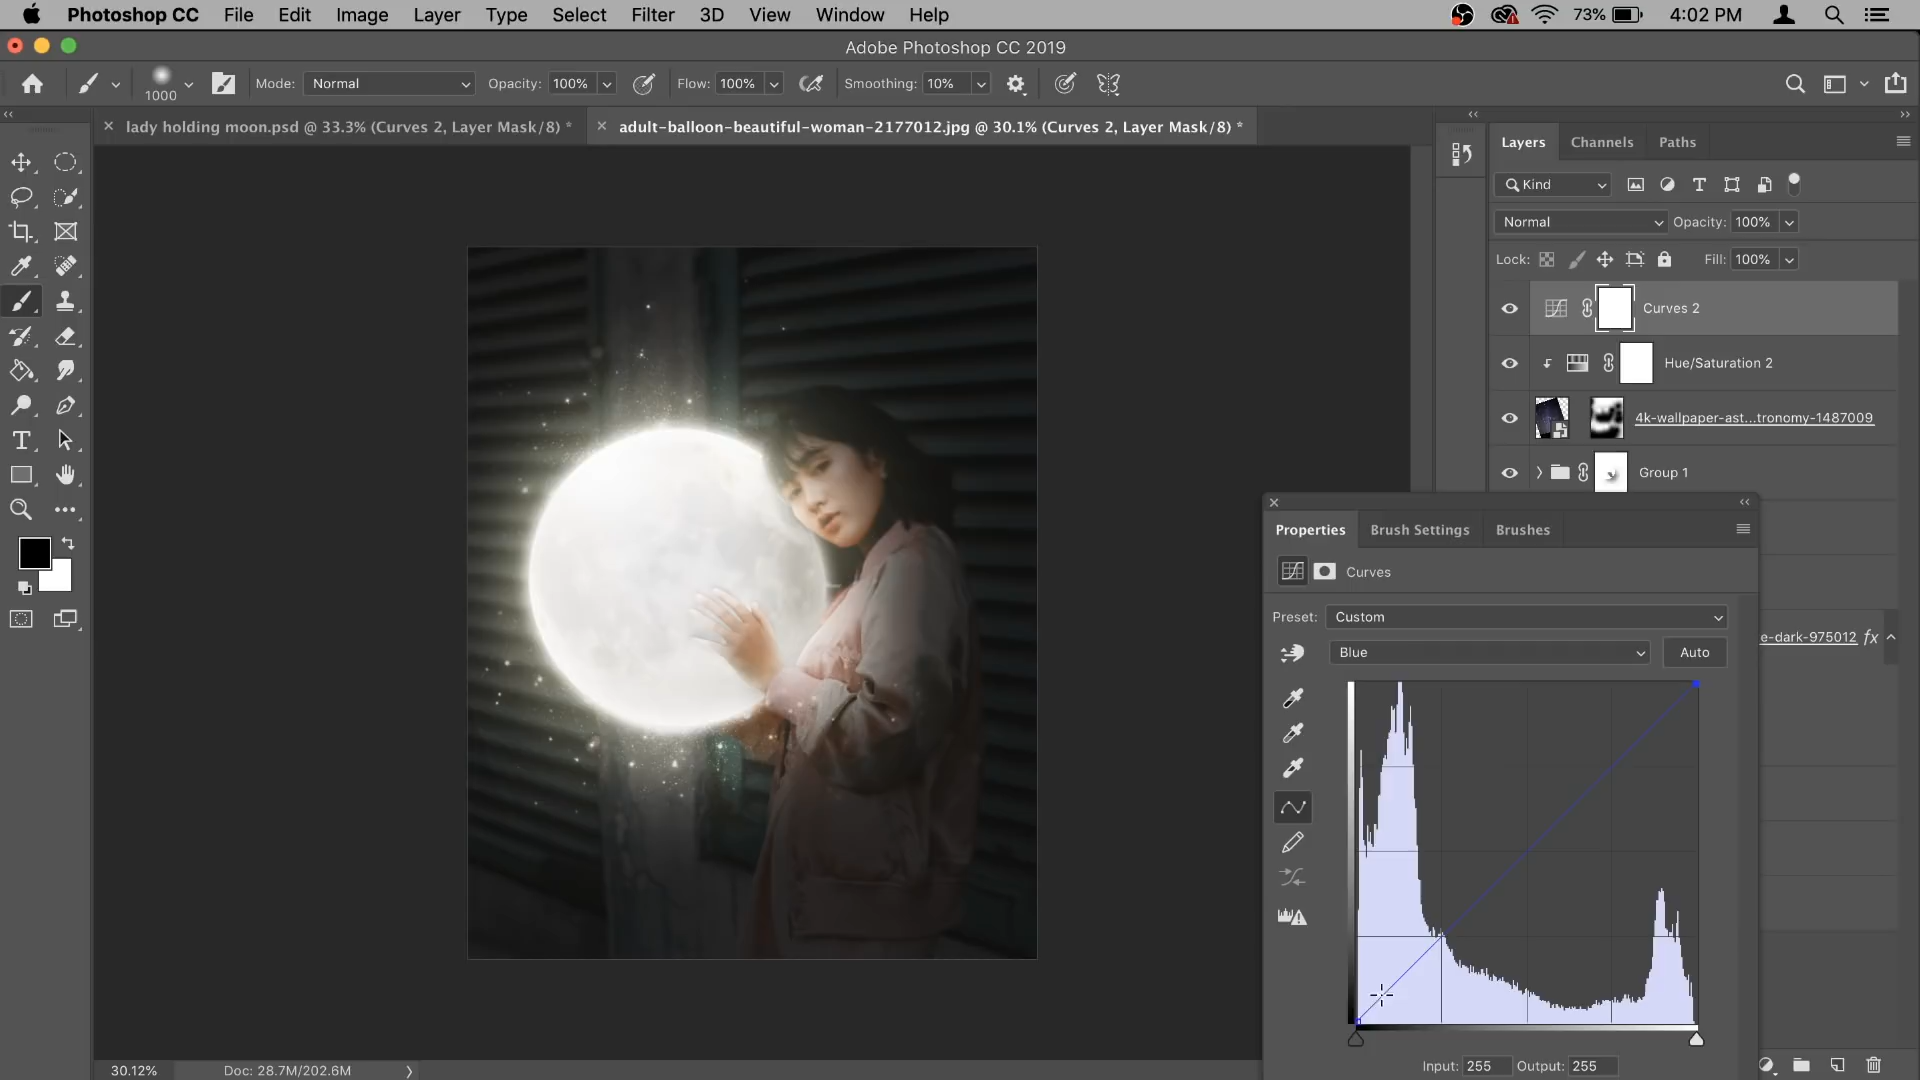 Photoshop CC File Edit Image Layer Type Select Filter 3D View Window Help 73% 4:02 PM
Adobe Photoshop CC 2019
1000 Mode: Normal Opacity: 100% Flow: 100% Smoothing: 10%
lady holding moon.psd @ 33.3% (Curves 2, Layer Mask/8) * adult-balloon-beautiful-woman-2177012.jpg @ 30.1% (Curves 2, Layer Mask/8) *
Layers Channels Paths
Kind
Normal Opacity: 100%
Lock: Fill: 100%
Curves 2
Hue/Saturation 2
4k-wallpaper-ast...tronomy-1487009
Group 1
Properties Brush Settings Brushes
Curves
Preset: Custom
e-dark-975012 fx
Blue Auto
Input: 255 Output: 255
30.12% Doc: 28.7M/202.6M